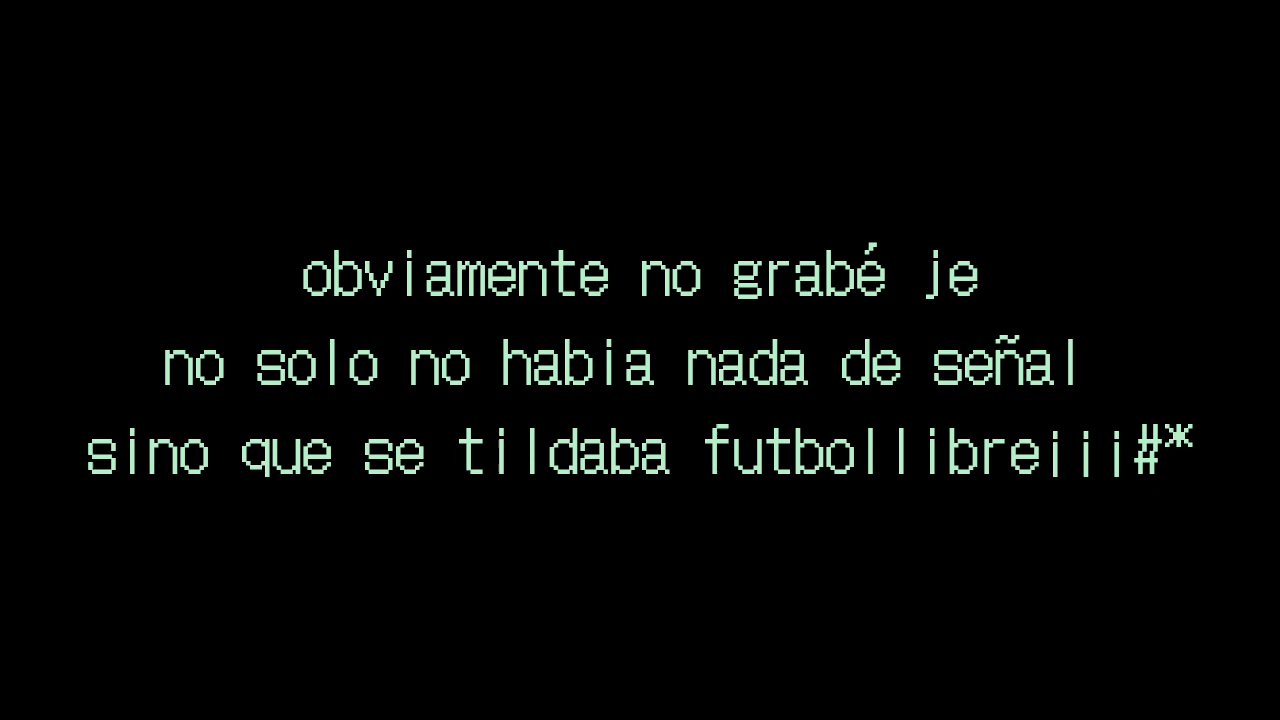 obviamente no grabé je
no solo no habia nada de señal
sino que se tildaba futbollibre¡¡¡#*